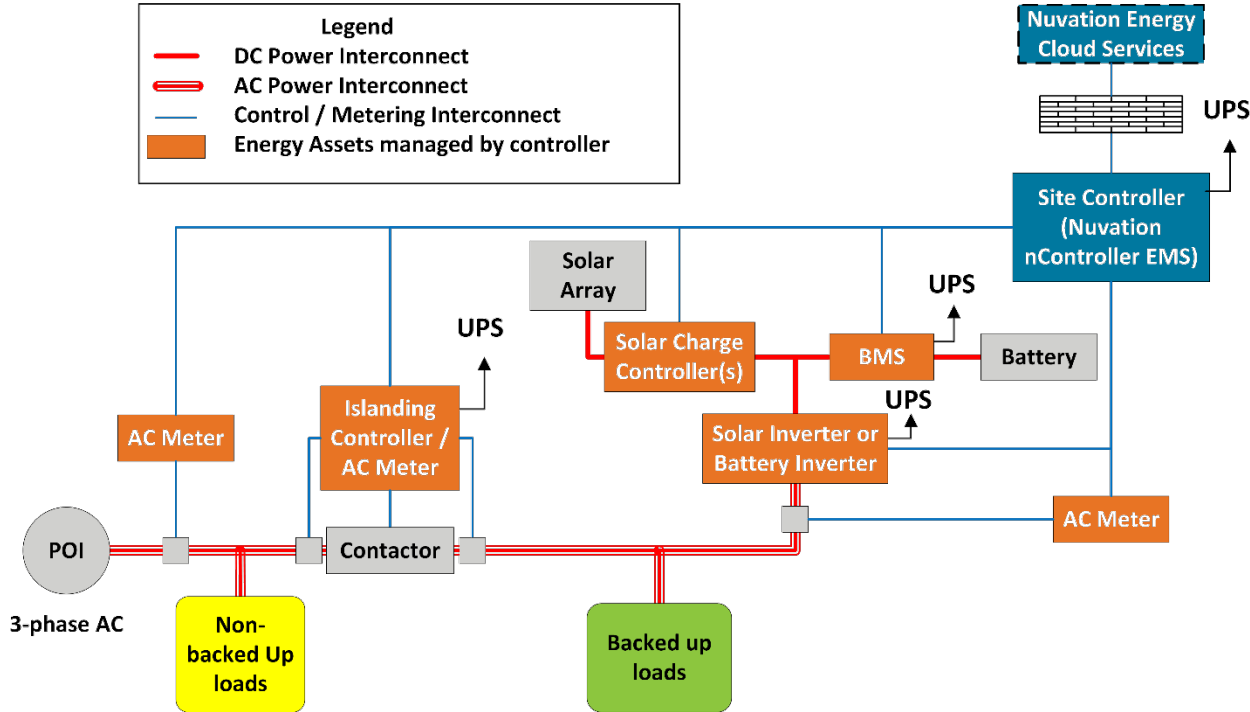 Legend
DC Power Interconnect
AC Power Interconnect
Control / Metering Interconnect
Energy Assets managed by controller
Nuvation Energy
Cloud Services
UPS
Site Controller
(Nuvation
nController EMS)
Solar
Array
UPS
UPS
Solar Charge
Controller(s)
BMS
Battery
Islanding
Controller /
AC Meter
AC Meter
UPS
Solar Inverter or
Battery Inverter
AC Meter
POI
Contactor
3-phase AC
Non-
backed Up
loads
Backed up
loads